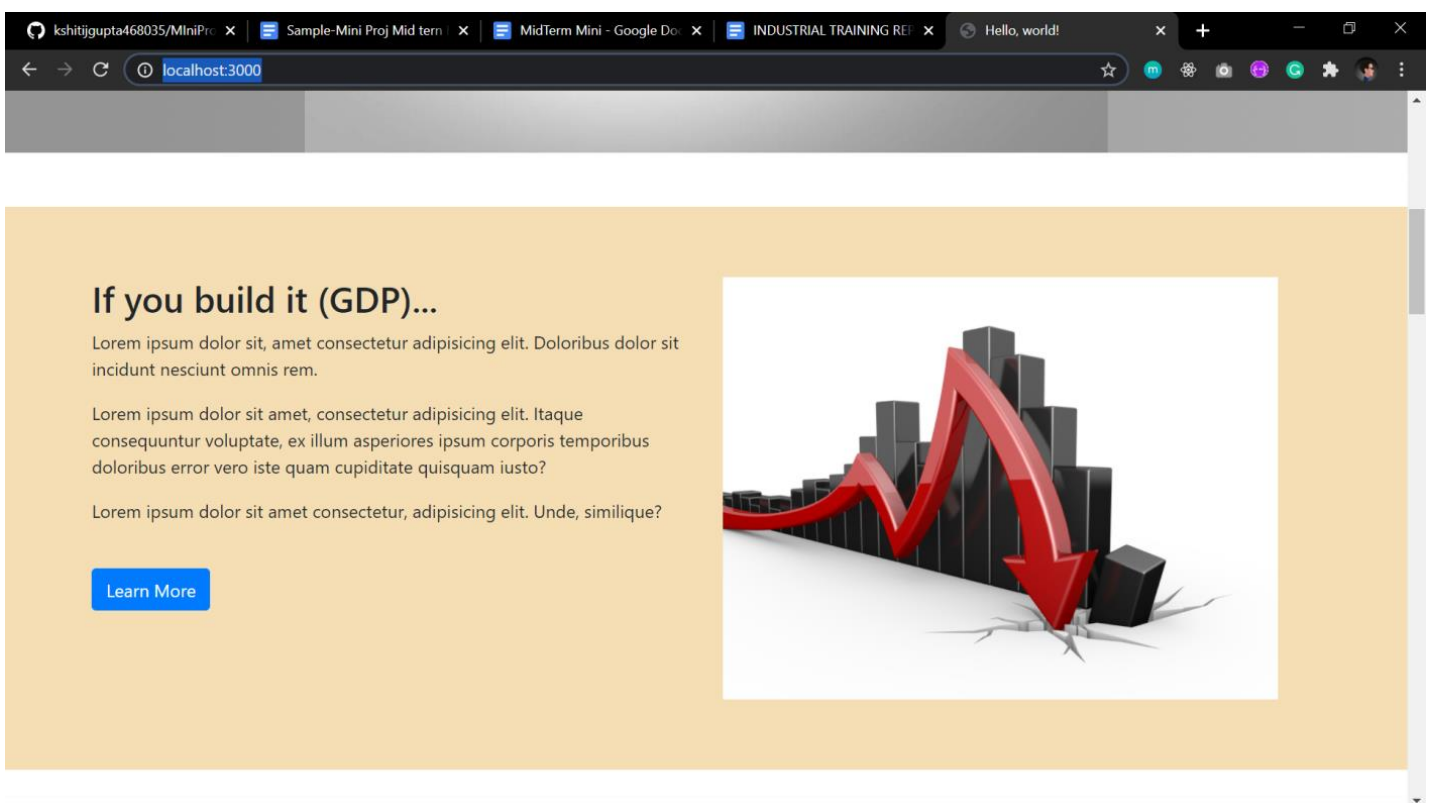 kshitijgupta468035/MIniPro
Sample-Mini Proj Mid tern
MidTerm Mini - Google Doc
INDUSTRIAL TRAINING REP
Hello, world!
localhost:3000
If you build it (GDP)...
Lorem ipsum dolor sit, amet consectetur adipisicing elit. Doloribus dolor sit
incidunt nesciunt omnis rem.
Lorem ipsum dolor sit amet, consectetur adipisicing elit. Itaque
consequuntur voluptate, ex illum asperiores ipsum corporis temporibus
doloribus error vero iste quam cupiditate quisquam iusto?
Lorem ipsum dolor sit amet consectetur, adipisicing elit. Unde, similique?
Learn More